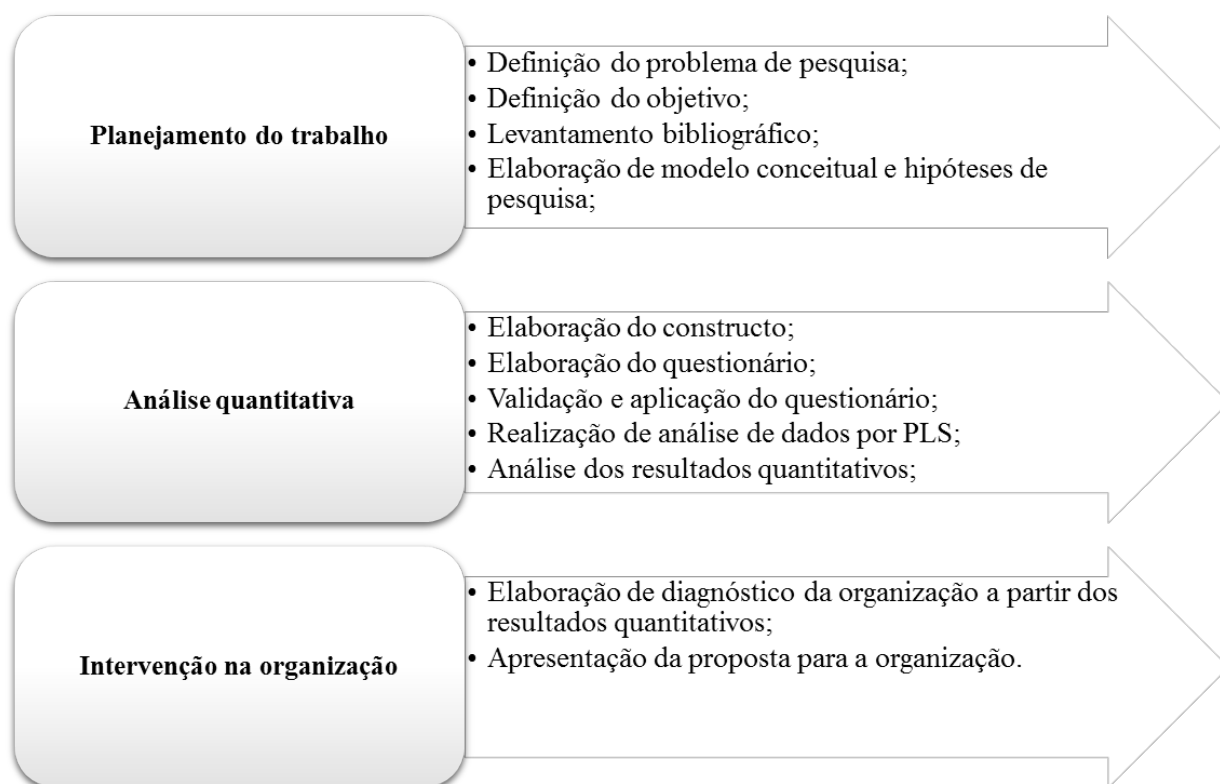 Planejamento do trabalho
• Definição do problema de pesquisa;
• Definição do objetivo;
• Levantamento bibliográfico;
• Elaboração de modelo conceitual e hipóteses de
pesquisa;
Análise quantitativa
• Elaboração do constructo;
• Elaboração do questionário;
• Validação e aplicação do questionário;
• Realização de análise de dados por PLS;
• Análise dos resultados quantitativos;
Intervenção na organização
• Elaboração de diagnóstico da organização a partir dos
resultados quantitativos;
• Apresentação da proposta para a organização.